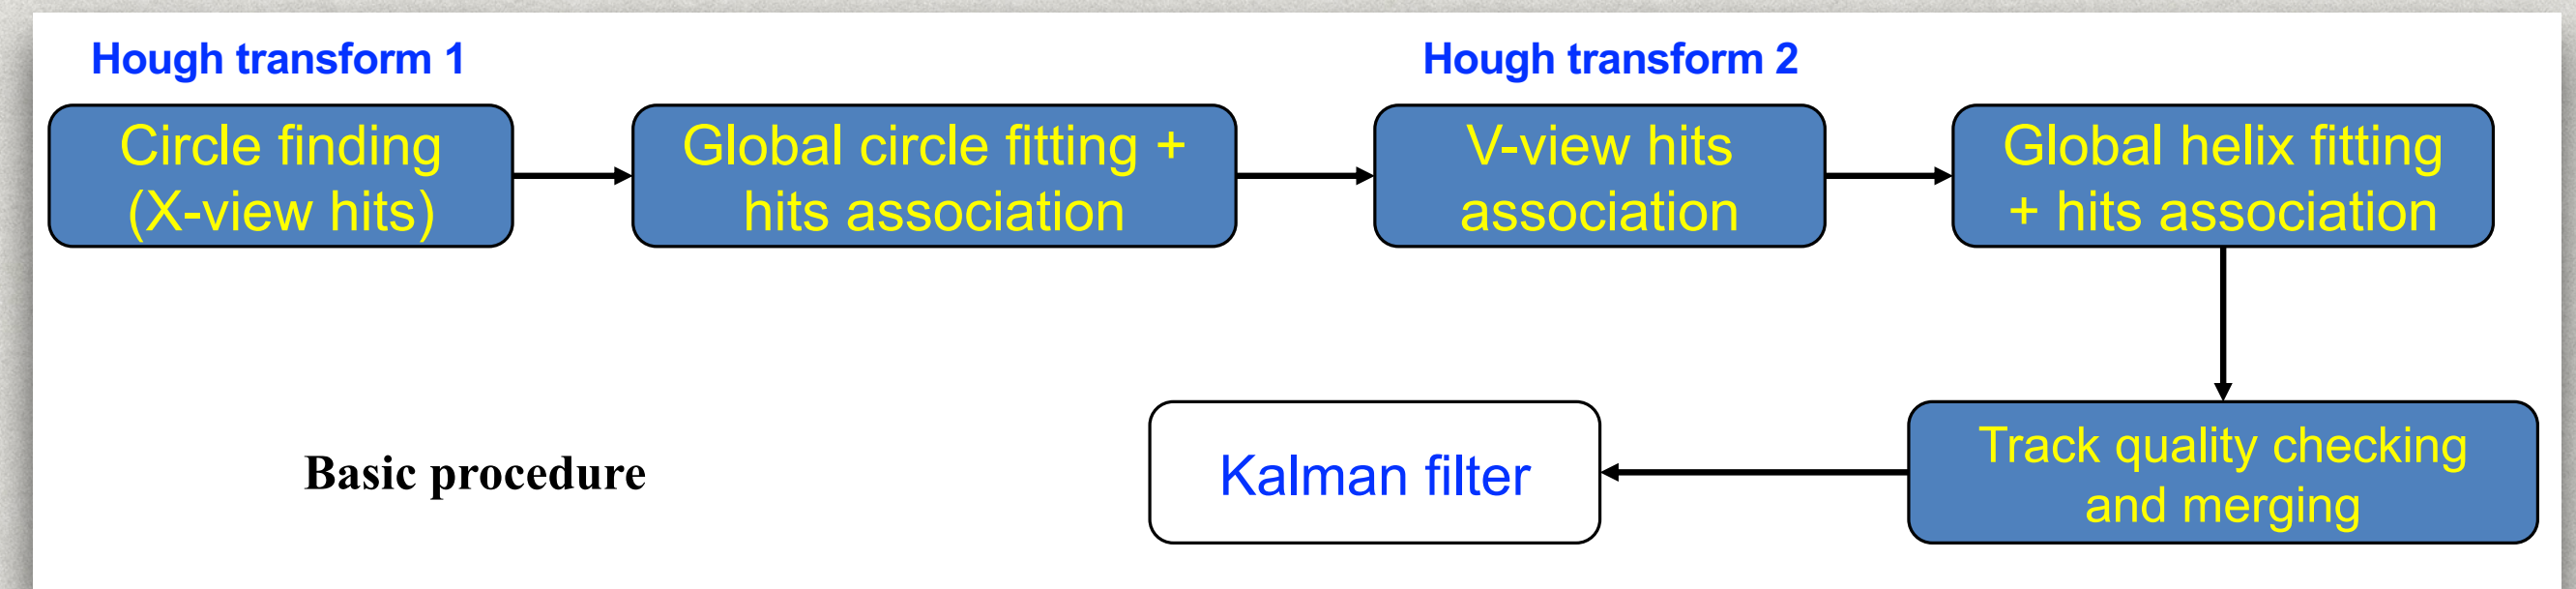 Hough transform 1
Hough transform 2
Circle finding
(X-view hits)
Global circle fitting +
hits association
V-view hits
association
Global helix fitting
+ hits association
Basic procedure
Kalman filter
Track quality checking
and merging